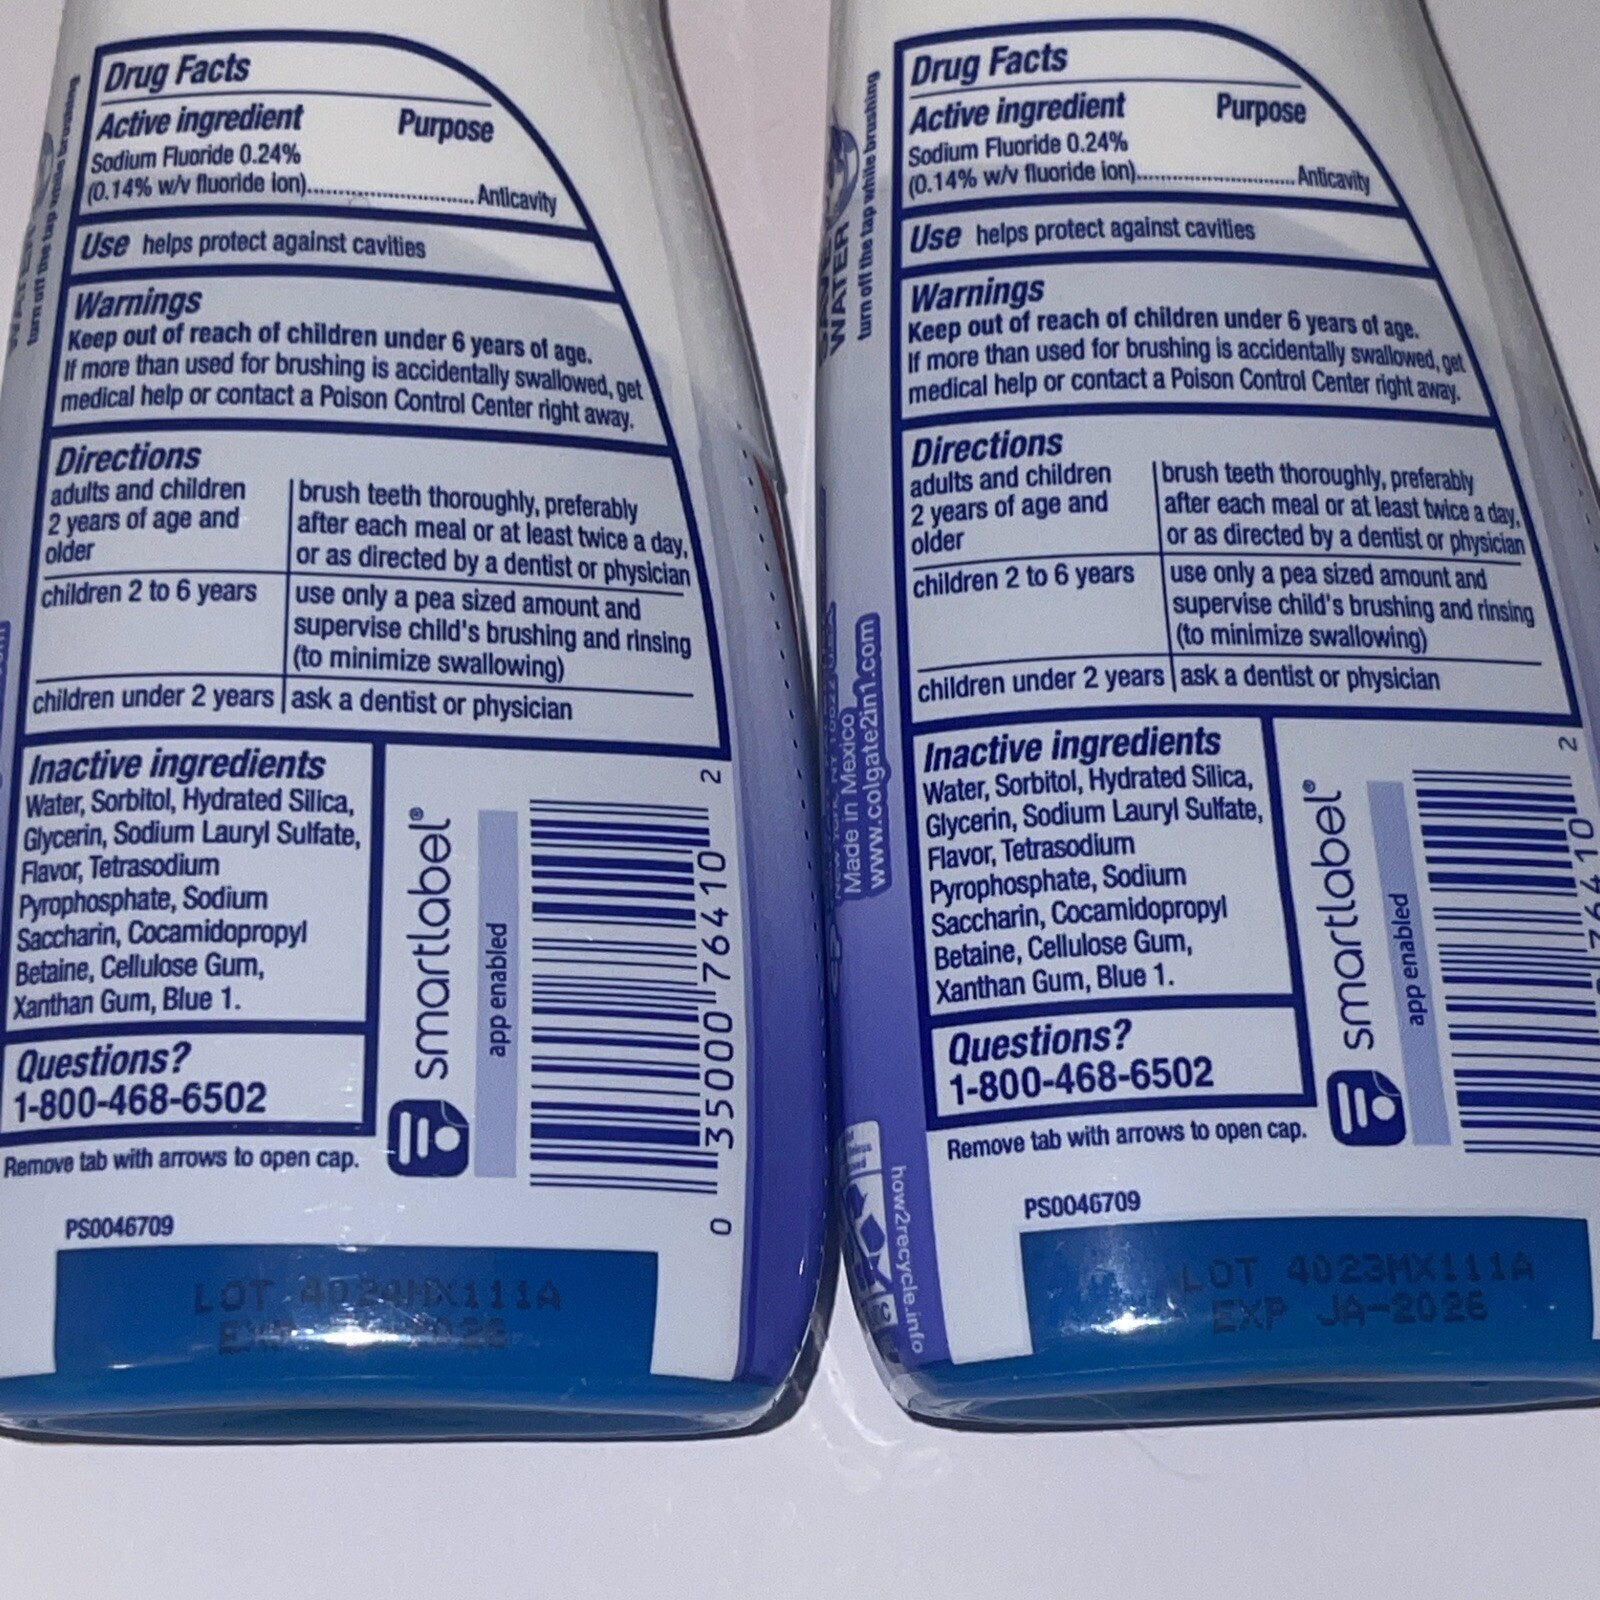 turn off the tap while brushing
Drug Facts
Active ingredient Purpose
Sodium Fluoride 0.24%
(0.14% w/v fluoride ion)........................Anticavity
Use helps protect against cavities
Warnings
Keep out of reach of children under 6 years of age.
If more than used for brushing is accidentally swallowed, get
medical help or contact a Poison Control Center right away.
Directions
adults and children
2 years of age and
older
brush teeth thoroughly, preferably
after each meal or at least twice a day,
or as directed by a dentist or physician
children 2 to 6 years
use only a pea sized amount and
supervise child's brushing and rinsing
(to minimize swallowing)
children under 2 years ask a dentist or physician
Inactive ingredients
Water, Sorbitol, Hydrated Silica,
Glycerin, Sodium Lauryl Sulfate,
Flavor, Tetrasodium
Pyrophosphate, Sodium
Saccharin, Cocamidopropyl
Betaine, Cellulose Gum,
Xanthan Gum, Blue 1.
Questions?
1-800-468-6502
Remove tab with arrows to open cap.
smartlabel®
app enabled
0 35000 76410 2
PS0046709
LOT 4024MX111A
EXP 2026
WATER
turn off the tap while brushing
Made in Mexico
www.colgate2in1.com
how2recycle.info
Drug Facts
Active ingredient Purpose
Sodium Fluoride 0.24%
(0.14% w/v fluoride ion)........................Anticavity
Use helps protect against cavities
Warnings
Keep out of reach of children under 6 years of age.
If more than used for brushing is accidentally swallowed, get
medical help or contact a Poison Control Center right away.
Directions
adults and children
2 years of age and
older
brush teeth thoroughly, preferably
after each meal or at least twice a day,
or as directed by a dentist or physician
children 2 to 6 years
use only a pea sized amount and
supervise child's brushing and rinsing
(to minimize swallowing)
children under 2 years ask a dentist or physician
Inactive ingredients
Water, Sorbitol, Hydrated Silica,
Glycerin, Sodium Lauryl Sulfate,
Flavor, Tetrasodium
Pyrophosphate, Sodium
Saccharin, Cocamidopropyl
Betaine, Cellulose Gum,
Xanthan Gum, Blue 1.
Questions?
1-800-468-6502
Remove tab with arrows to open cap.
smartlabel®
app enabled
76410 2
PS0046709
LOT 4023MX111A
EXP JA-2026